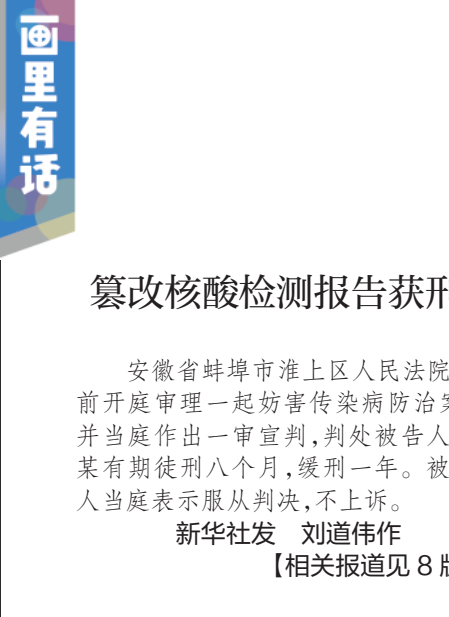 画里有话
篡改核酸检测报告获刑
安徽省蚌埠市淮上区人民法院
前开庭审理一起妨害传染病防治案
并当庭作出一审宣判，判处被告人
某有期徒刑八个月，缓刑一年。被
人当庭表示服从判决，不上诉。
新华社发 刘道伟作
【相关报道见 8 版